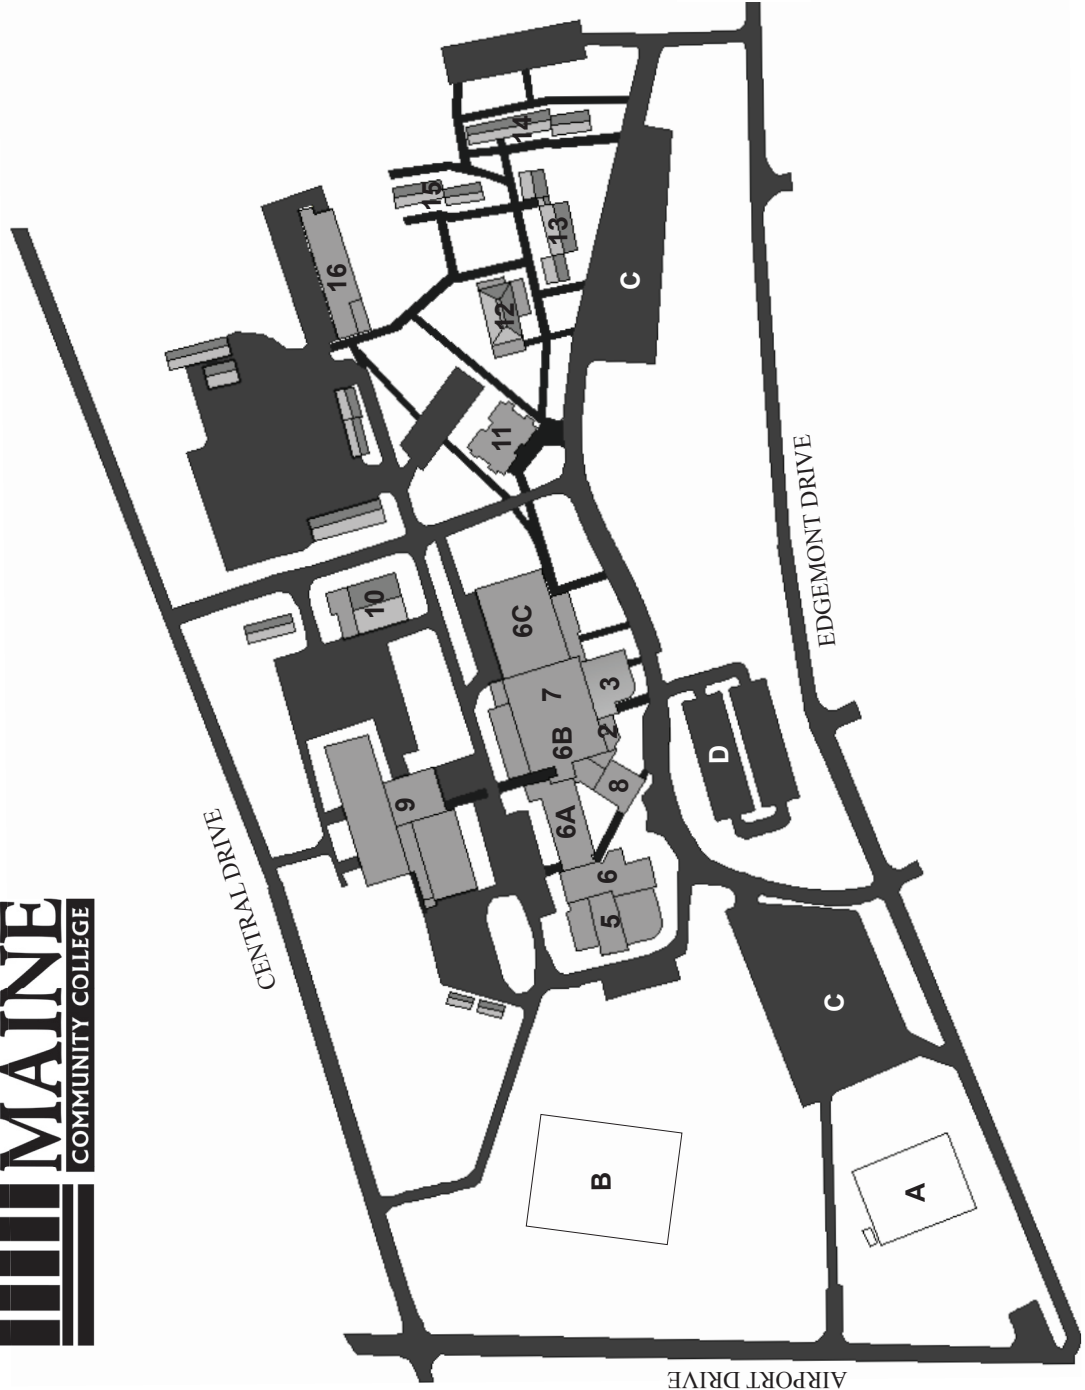 MAINE
COMMUNITY COLLEGE
CENTRAL DRIVE
EDGEMONT DRIVE
AIRPORT DRIVE
16
15
14
13
12
11
10
6C
7
3
6B
2
8
9
6A
6
5
C
D
C
B
A